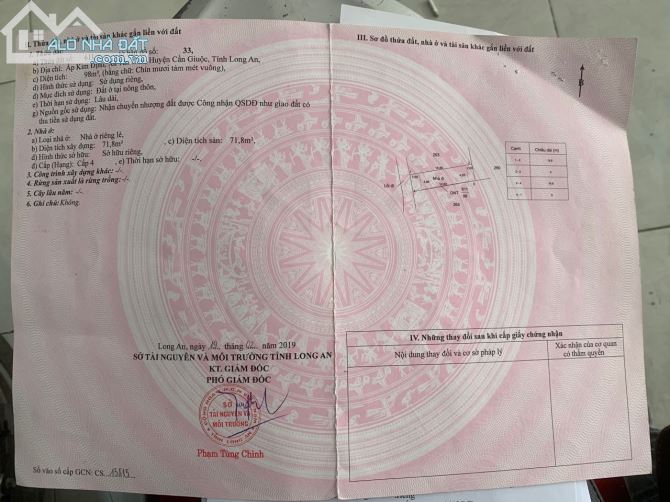 ALO NHÀ ĐẤT
.com.vn
I. Thửa đất, nhà ở và tài sản khác gắn liền với đất
33,
b) Địa chỉ: Ấp Kim Định, Huyện Cần Giuộc, Tỉnh Long An,
c) Diện tích: 98m², (bằng chữ: Chín mươi tám mét vuông),
d) Hình thức sử dụng: Sử dụng riêng,
đ) Mục đích sử dụng: Đất ở tại nông thôn,
e) Thời hạn sử dụng: Lâu dài,
g) Nguồn gốc sử dụng: Nhận chuyển nhượng đất được Công nhận QSDĐ như giao đất có
thu tiền sử dụng đất.
2. Nhà ở:
a) Loại nhà ở: Nhà ở riêng lẻ,
b) Diện tích xây dựng: 71,8m², c) Diện tích sàn: 71,8m²,
d) Hình thức sở hữu: Sở hữu riêng,
đ) Cấp (Hạng): Cấp 4, e) Thời hạn sở hữu: -/-.
3. Công trình xây dựng khác: -/-
4. Rừng sản xuất là rừng trồng: -/-.
5. Cây lâu năm: -/-
6. Ghi chú: Không.
Long An, ngày tháng năm 2019
SỞ TÀI NGUYÊN VÀ MÔI TRƯỜNG TỈNH LONG AN
KT. GIÁM ĐỐC
PHÓ GIÁM ĐỐC
SỞ
TÀI NGUYÊN VÀ
MÔI TRƯỜNG
Phạm Tùng Chinh
Số vào sổ cấp GCN: CS
III. Sơ đồ thửa đất, nhà ở và tài sản khác gắn liền với đất
B
Lối đi
Nhà ở
ONT
Cạnh
Chiều dài (m)
IV. Những thay đổi sau khi cấp giấy chứng nhận
Nội dung thay đổi và cơ sở pháp lý
Xác nhận của cơ quan
có thẩm quyền